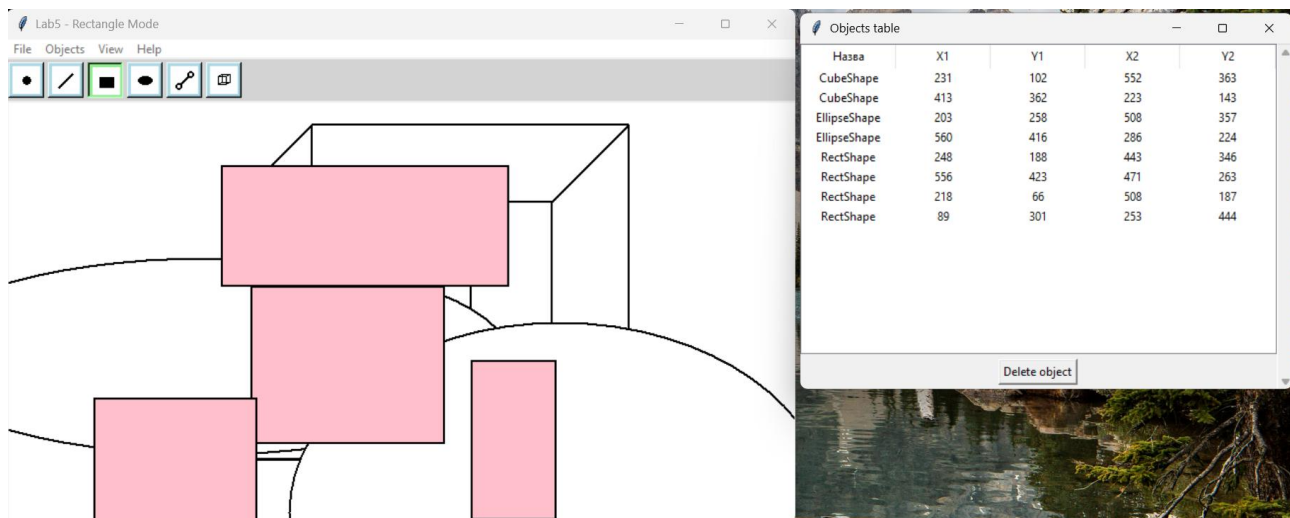 Lab5 - Rectangle Mode
File Objects View Help
Objects table
Назва X1 Y1 X2 Y2
CubeShape 231 102 552 363
CubeShape 413 362 223 143
EllipseShape 203 258 508 357
EllipseShape 560 416 286 224
RectShape 248 188 443 346
RectShape 556 423 471 263
RectShape 218 66 508 187
RectShape 89 301 253 444
Delete object